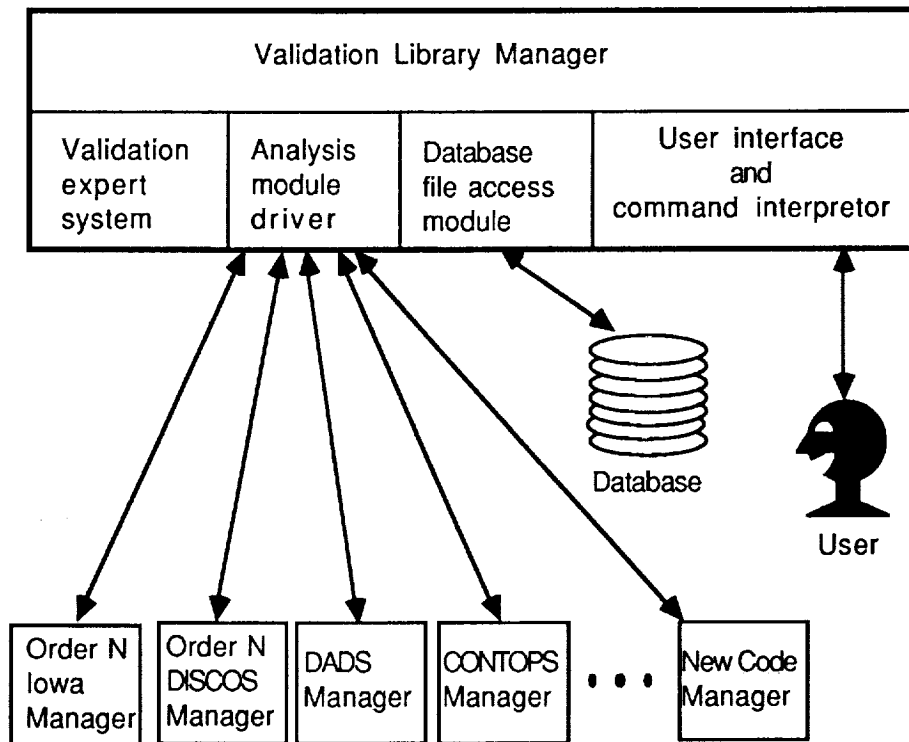 Validation Library Manager
Validation
expert
system
Analysis
module
driver
Database
file access
module
User interface
and
command interpretor
Database
User
Order N
Iowa
Manager
Order N
DISCOS
Manager
DADS
Manager
CONTOPS
Manager
• • •
New Code
Manager